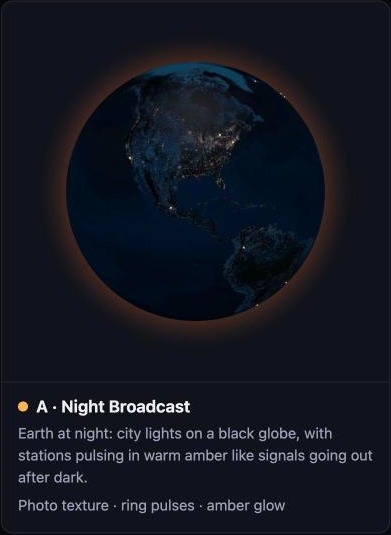 A · Night Broadcast
Earth at night: city lights on a black globe, with
stations pulsing in warm amber like signals going out
after dark.
Photo texture · ring pulses · amber glow